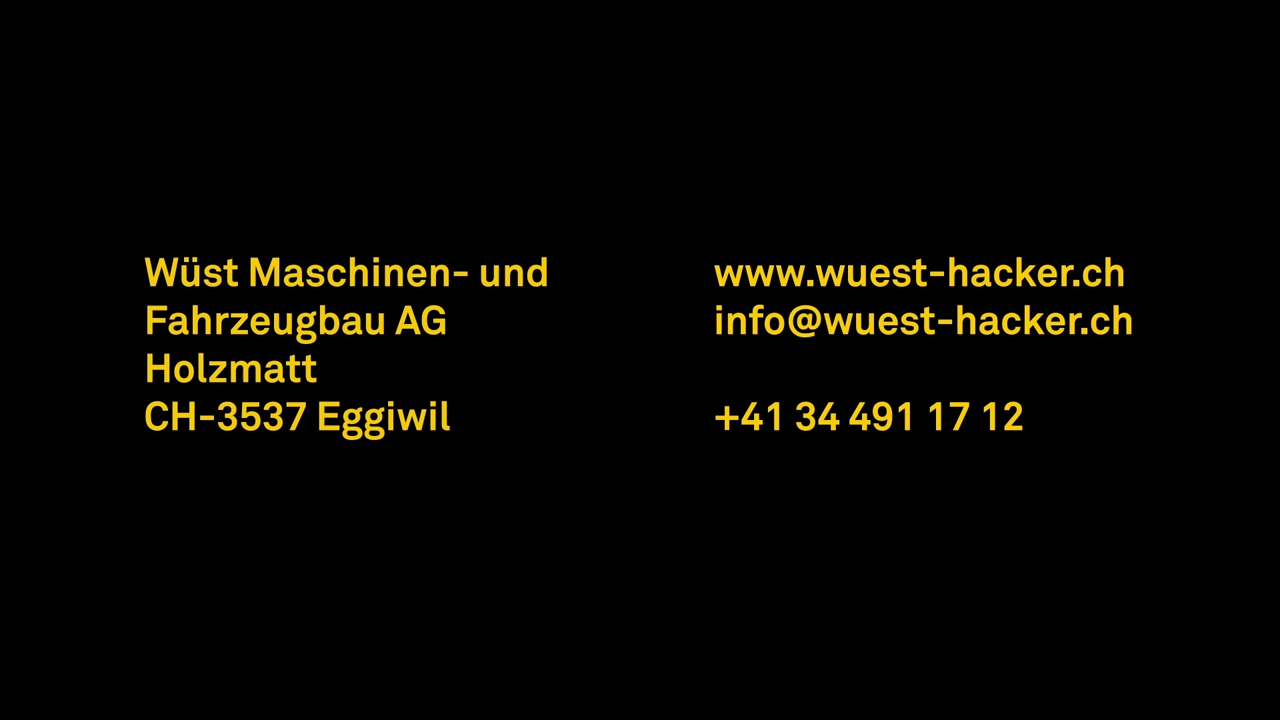 Wüst Maschinen- und
Fahrzeugbau AG
Holzmatt
CH-3537 Eggiwil
www.wuest-hacker.ch
info@wuest-hacker.ch
+41 34 491 17 12